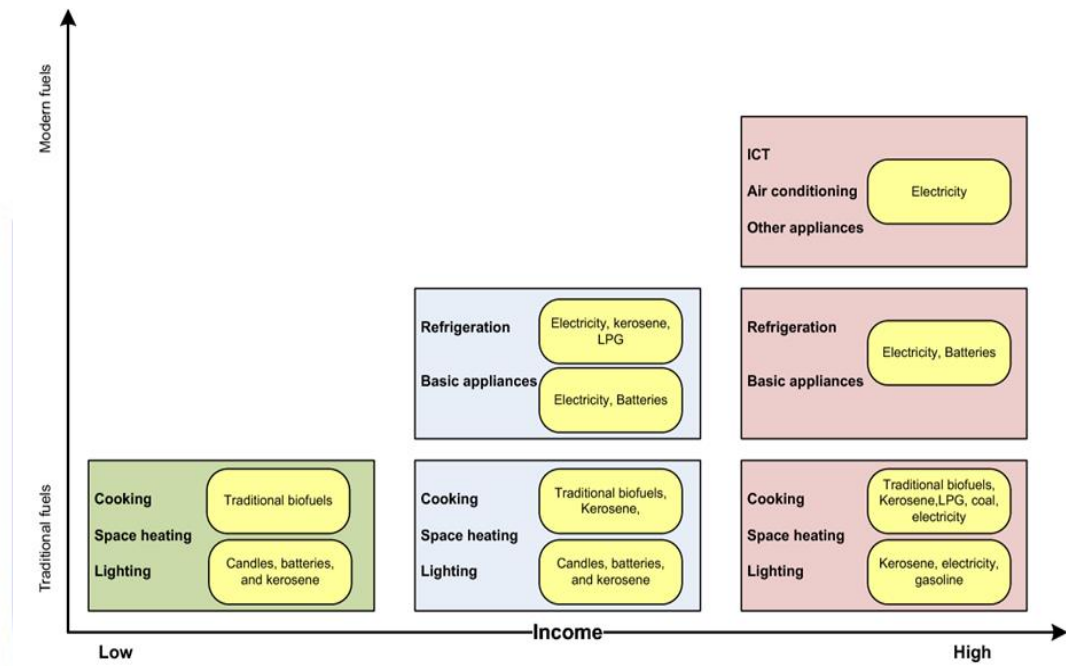 Modern fuels
ICT
Air conditioning
Other appliances
Electricity
Refrigeration
Basic appliances
Electricity, kerosene,
LPG
Electricity, Batteries
Refrigeration
Basic appliances
Electricity, Batteries
Traditional fuels
Cooking
Space heating
Lighting
Traditional biofuels
Candles, batteries,
and kerosene
Cooking
Space heating
Lighting
Traditional biofuels,
Kerosene,
Candles, batteries,
and kerosene
Cooking
Space heating
Lighting
Traditional biofuels,
Kerosene,LPG, coal,
electricity
Kerosene, electricity,
gasoline
Low
Income
High